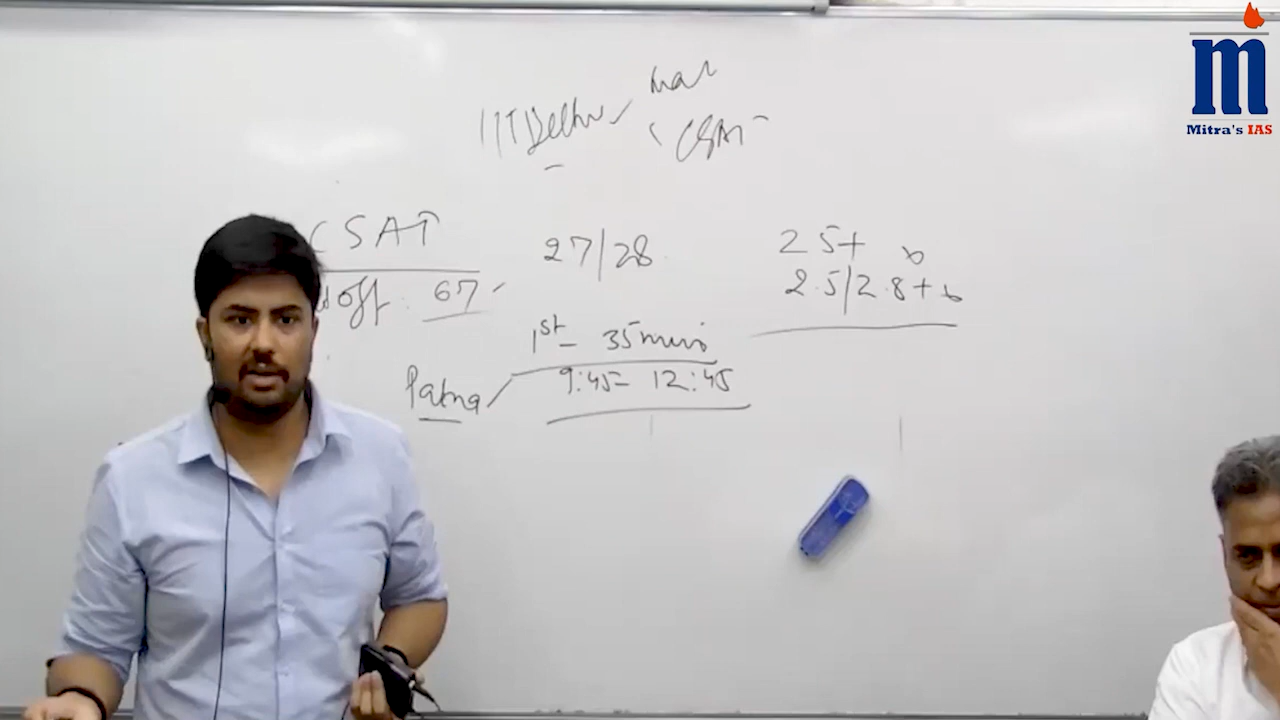 m
Mitra's IAS
IIT Delhi
CSAT
CSAT
27/28
25+
off 67
2.5/2.8+
1st - 35 mins
Patna
9:45 - 12:45